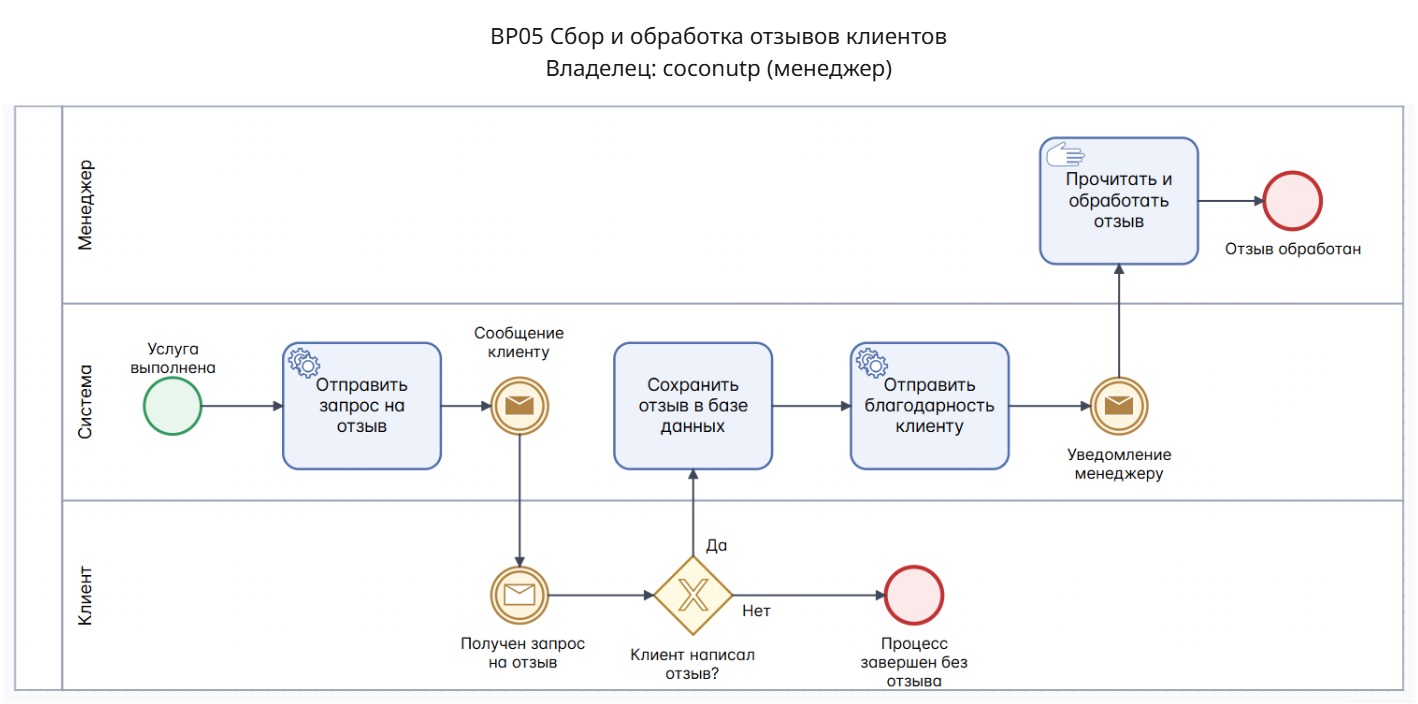 BP05 Сбор и обработка отзывов клиентов
Владелец: coconutp (менеджер)
Менеджер
Прочитать и
обработать
отзыв
Отзыв обработан
Система
Услуга
выполнена
Отправить
запрос на
отзыв
Сообщение
клиенту
Сохранить
отзыв в базе
данных
Отправить
благодарность
клиенту
Уведомление
менеджеру
Клиент
Получен запрос
на отзыв
Да
Нет
Клиент написал
отзыв?
Процесс
завершен без
отзыва